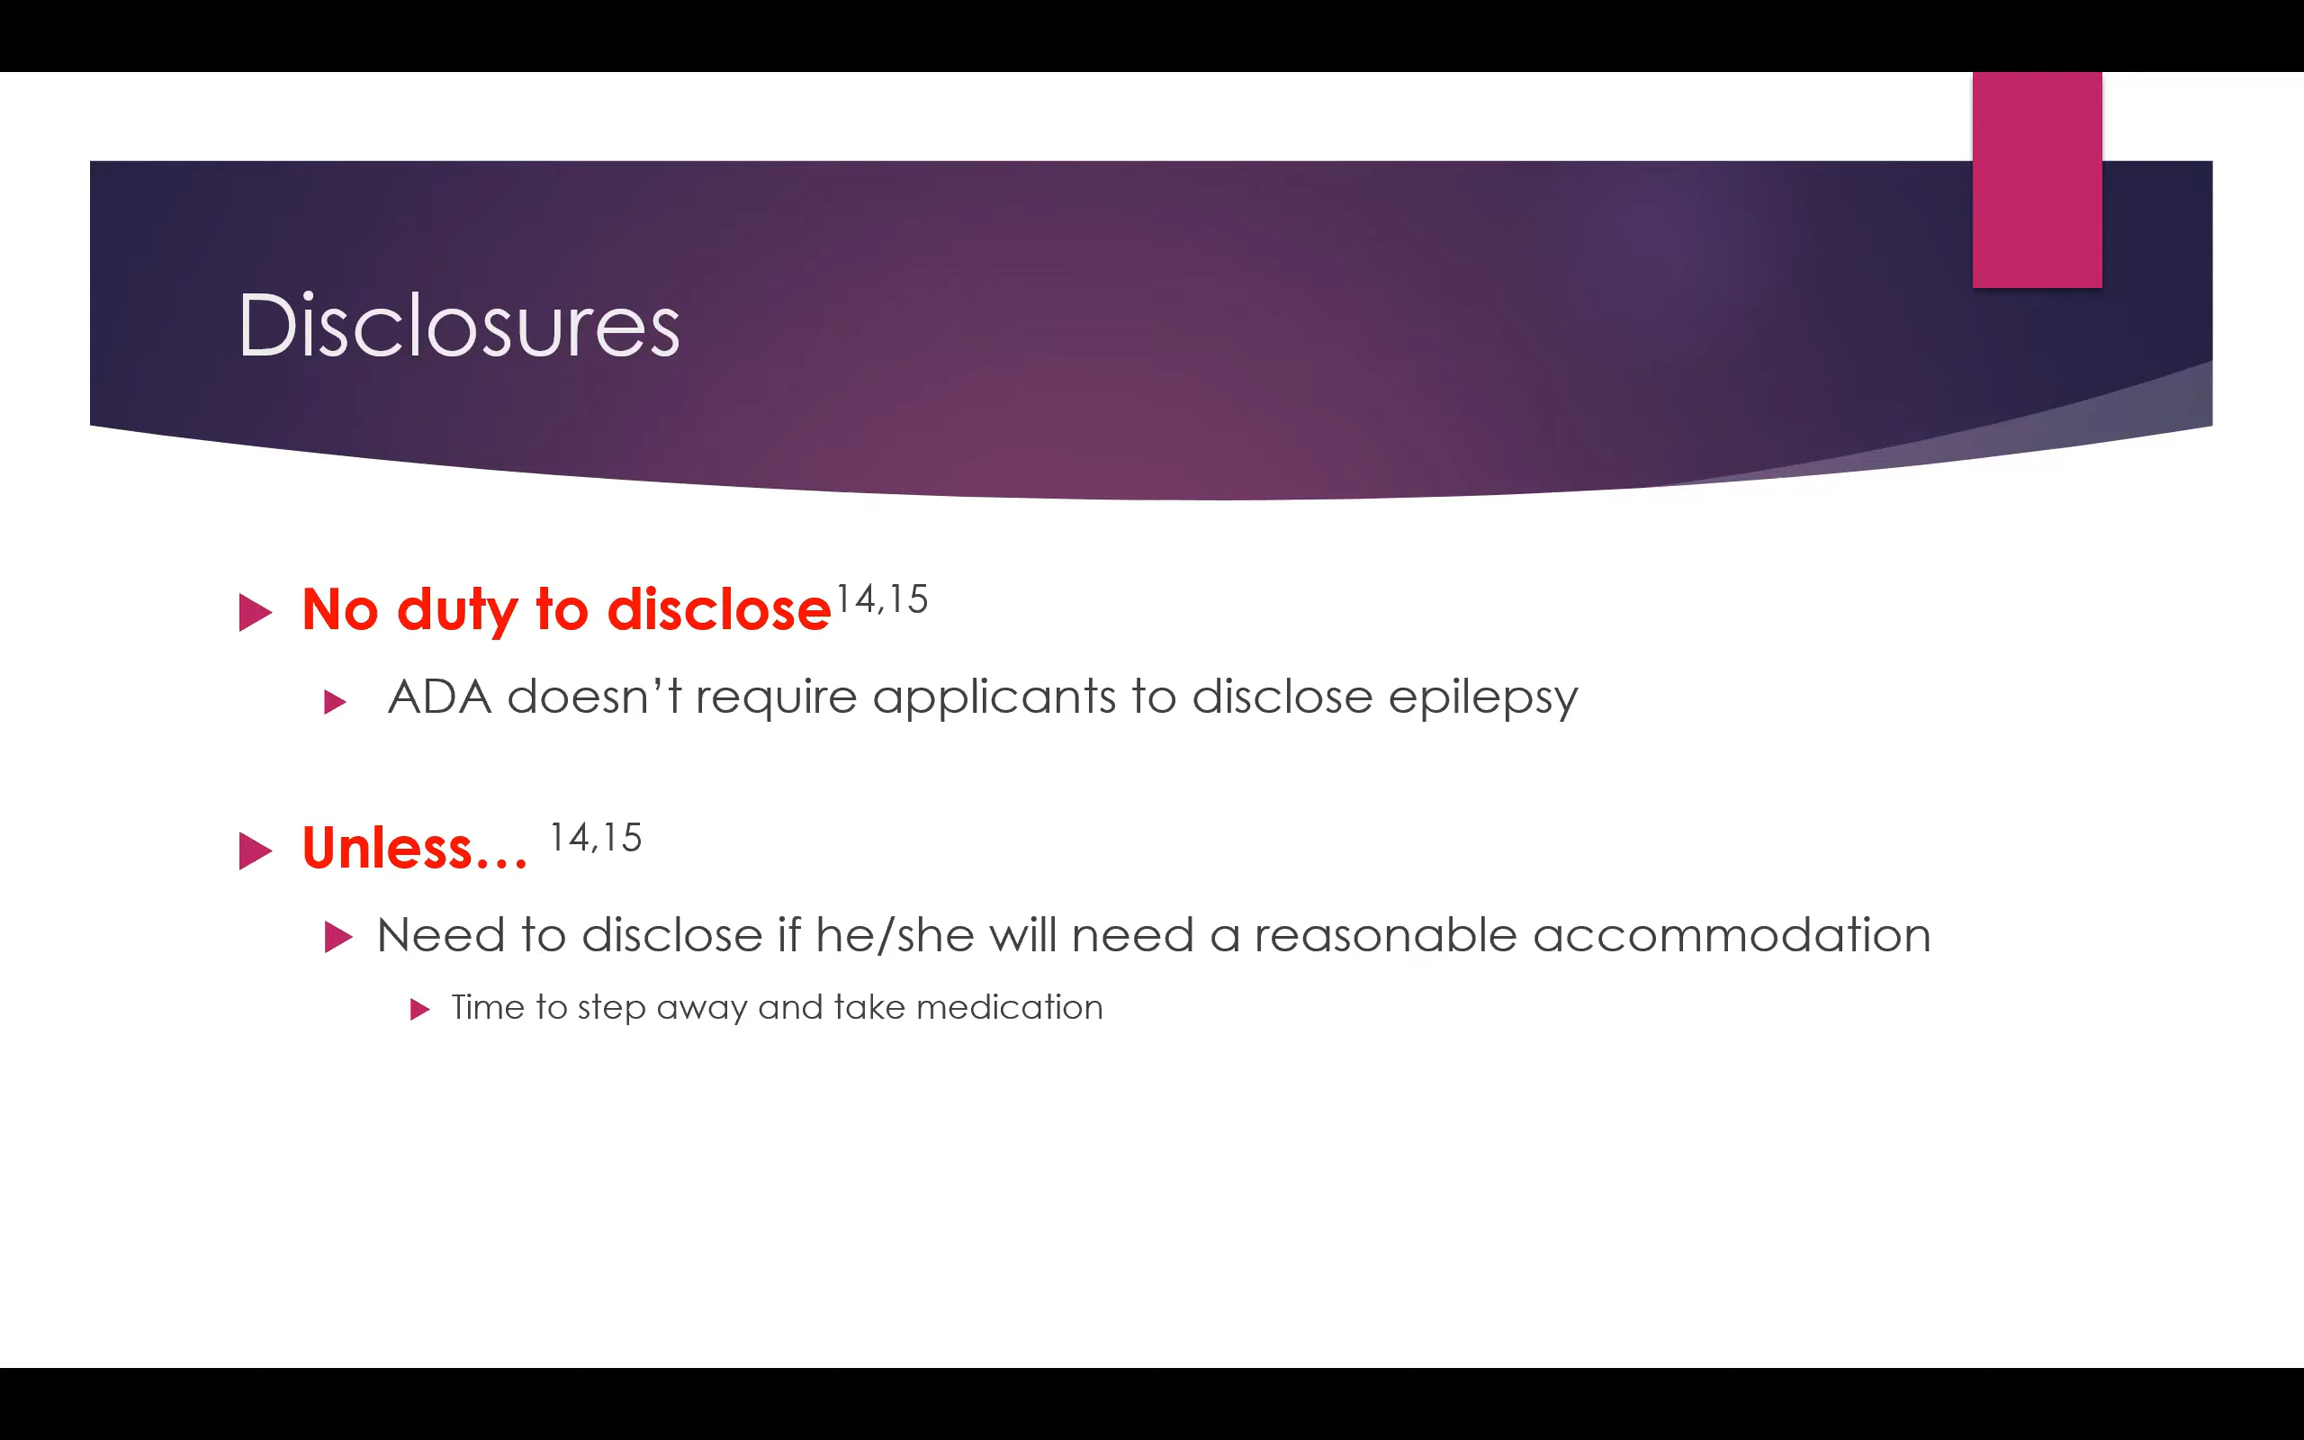 Disclosures
No duty to disclose14,15
ADA doesn’t require applicants to disclose epilepsy
Unless… 14,15
Need to disclose if he/she will need a reasonable accommodation
Time to step away and take medication